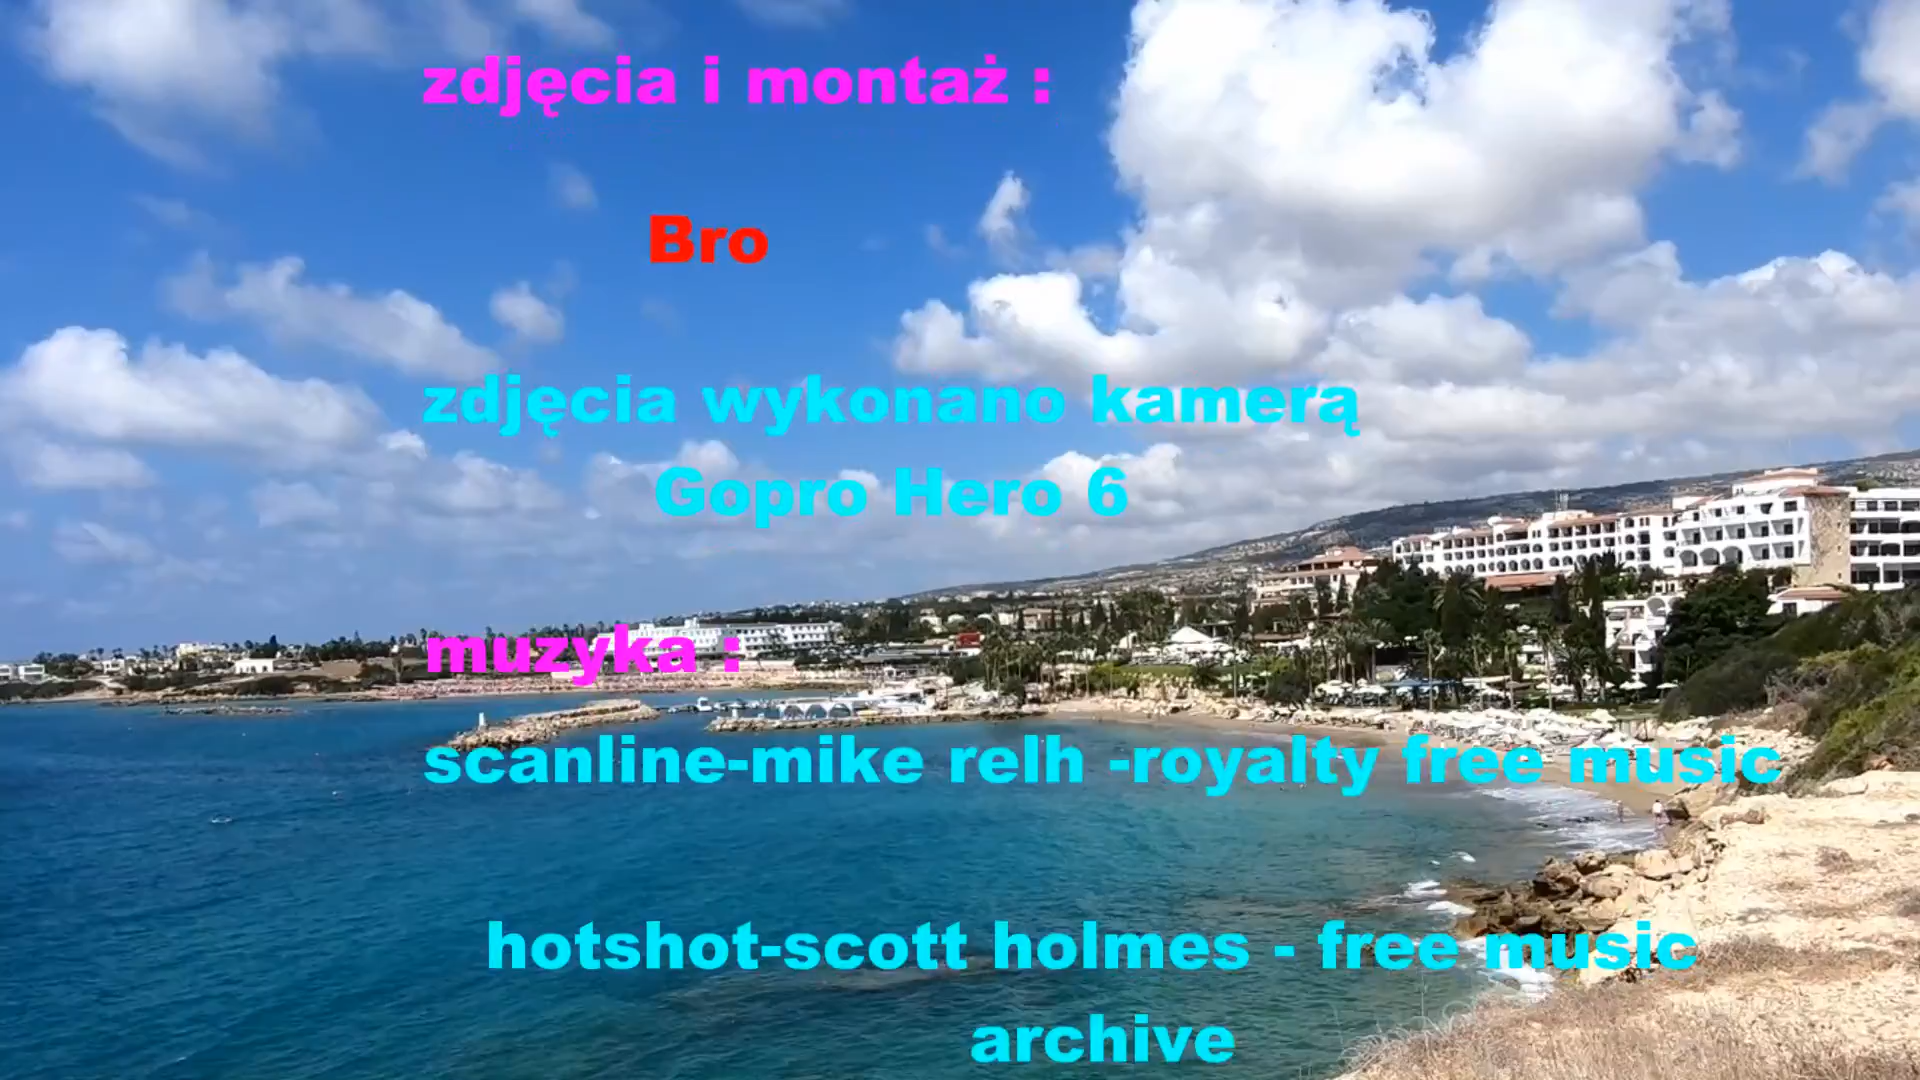 zdjęcia i montaż :
Bro
zdjęcia wykonano kamerą
Gopro Hero 6
muzyka :
scanline-mike relh -royalty free music
hotshot-scott holmes - free music
archive